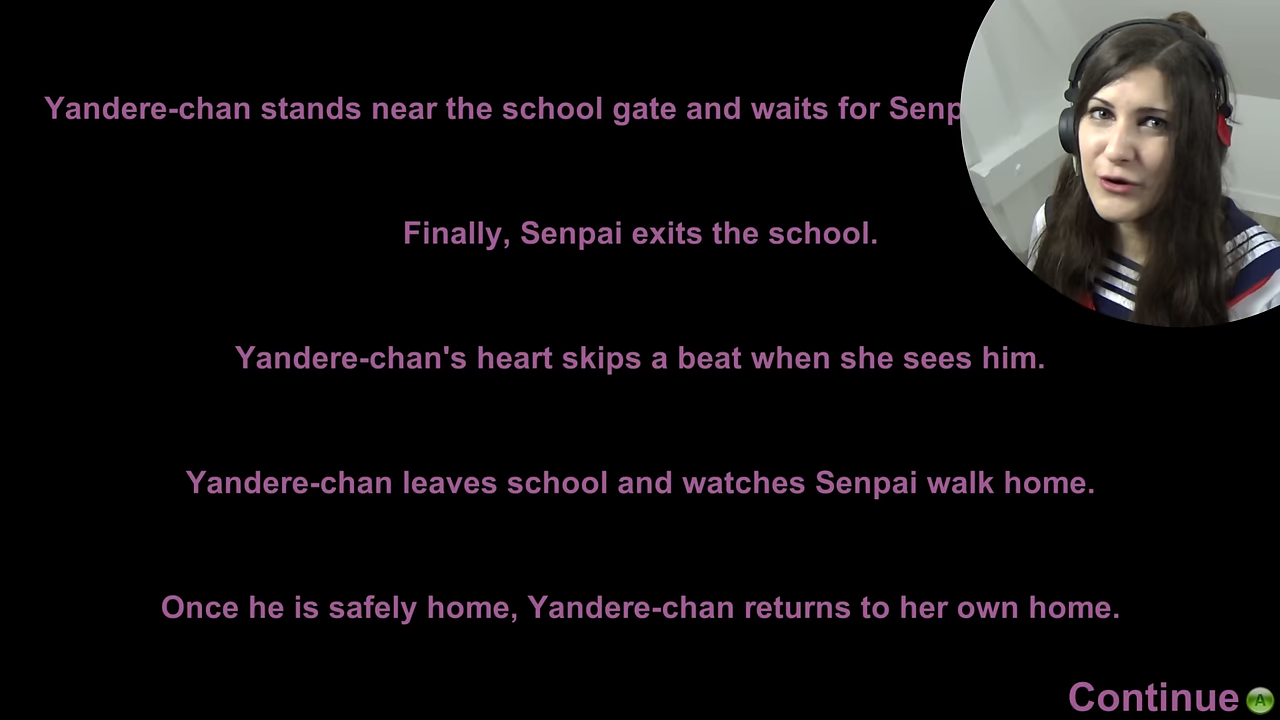 Yandere-chan stands near the school gate and waits for
Finally, Senpai exits the school.
Yandere-chan's heart skips a beat when she sees him.
Yandere-chan leaves school and watches Senpai walk home.
Once he is safely home, Yandere-chan returns to her own home.
Continue A